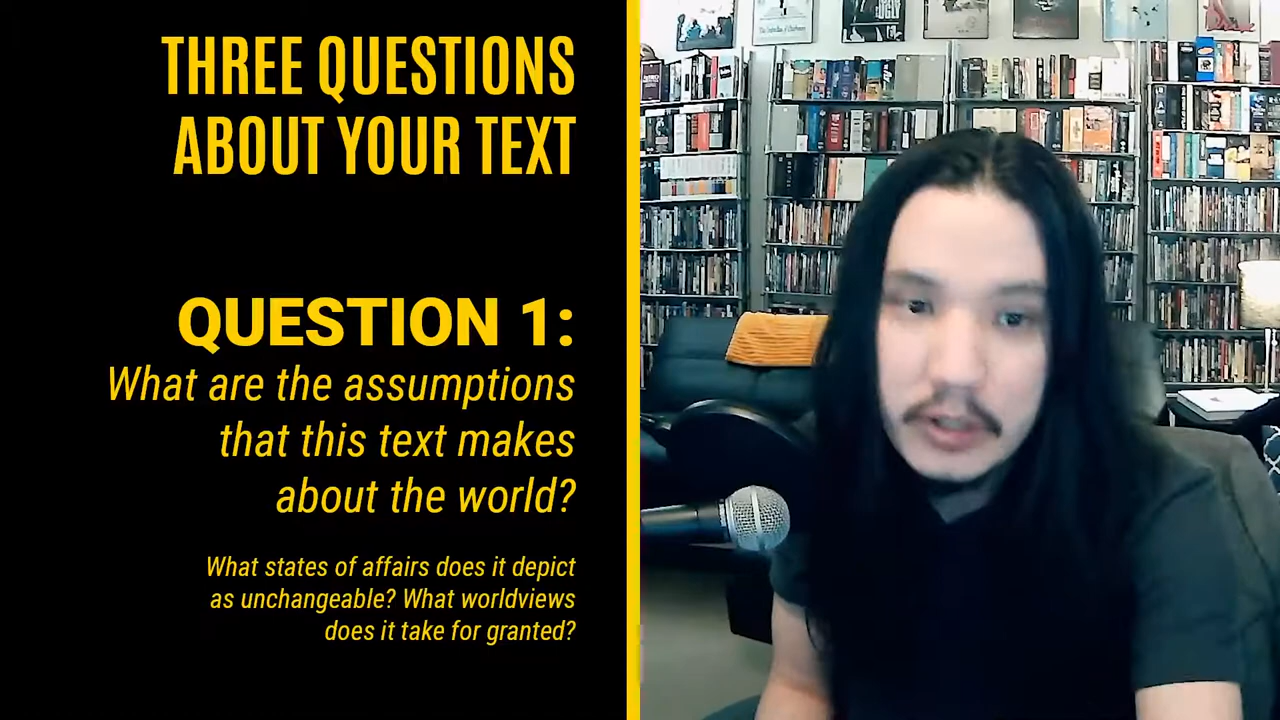 THREE QUESTIONS
ABOUT YOUR TEXT
QUESTION 1:
What are the assumptions
that this text makes
about the world?
What states of affairs does it depict
as unchangeable? What worldviews
does it take for granted?
UGLY